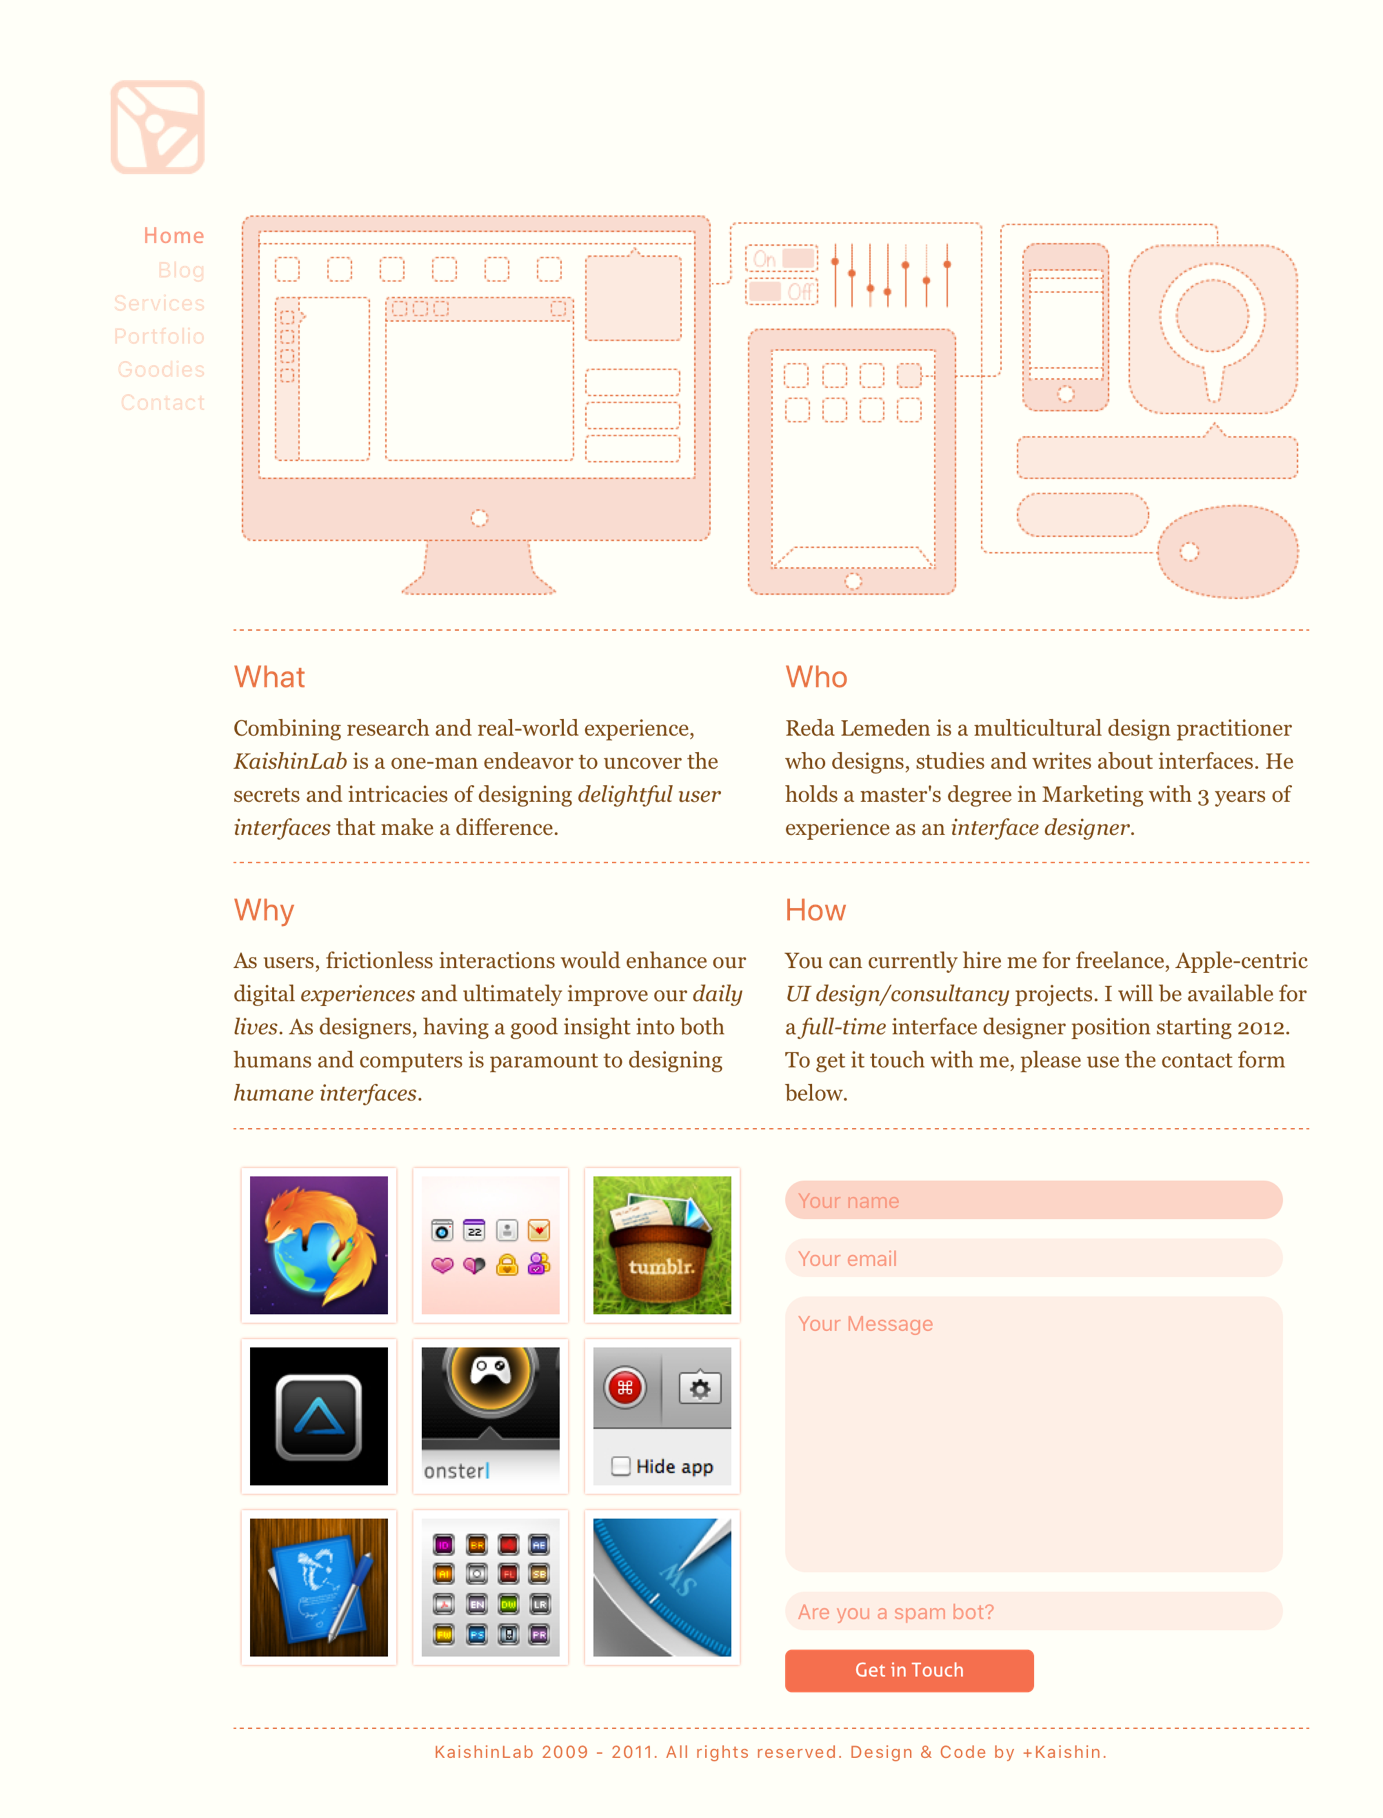 Home
Blog
Services
Portfolio
Goodies
Contact
On
Off
What
Combining research and real-world experience,
KaishinLab is a one-man endeavor to uncover the
secrets and intricacies of designing delightful user
interfaces that make a difference.
Who
Reda Lemeden is a multicultural design practitioner
who designs, studies and writes about interfaces. He
holds a master's degree in Marketing with 3 years of
experience as an interface designer.
Why
As users, frictionless interactions would enhance our
digital experiences and ultimately improve our daily
lives. As designers, having a good insight into both
humans and computers is paramount to designing
humane interfaces.
How
You can currently hire me for freelance, Apple-centric
UI design/consultancy projects. I will be available for
a full-time interface designer position starting 2012.
To get it touch with me, please use the contact form
below.
22
tumblr.
onsterl
Hide app
ID BR AE
AI FL SB
EN DW LR
FW PS PR
SW
Your name
Your email
Your Message
Are you a spam bot?
Get in Touch
KaishinLab 2009 - 2011. All rights reserved. Design & Code by +Kaishin.